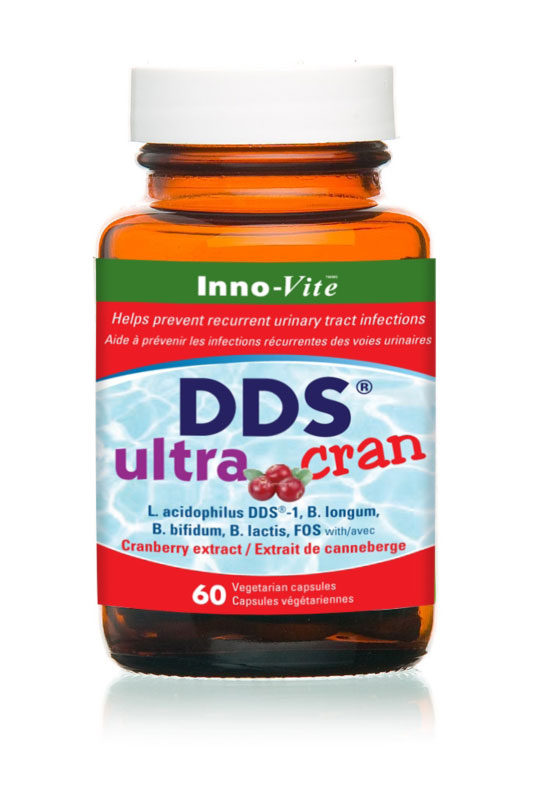 Inno-Vite
Helps prevent recurrent urinary tract infections
Aide à prévenir les infections récurrentes des voies urinaires
DDS®
ultra cran
L. acidophilus DDS®-1, B. longum,
B. bifidum, B. lactis, FOS with/avec
Cranberry extract / Extrait de canneberge
60 Vegetarian capsules
Capsules végétariennes